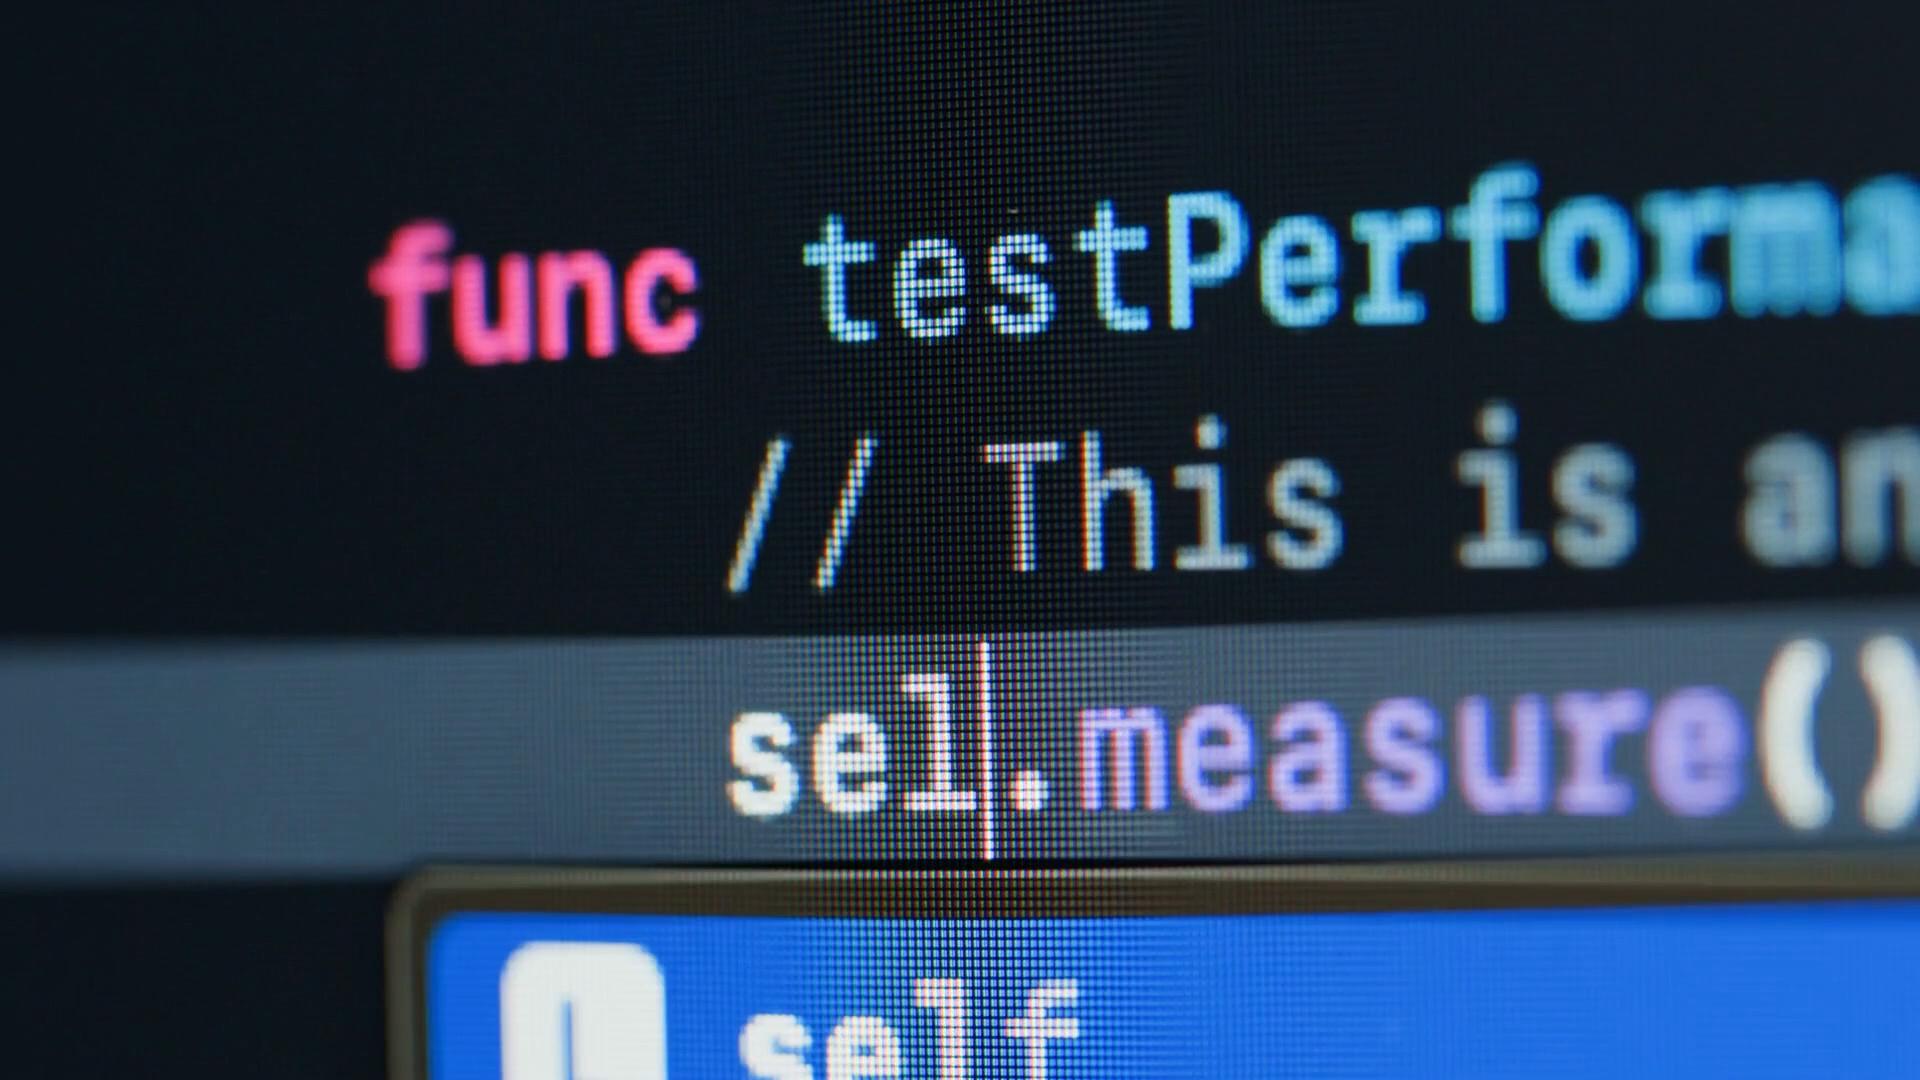 func testPerforma
// This is an
sel.measure()
self